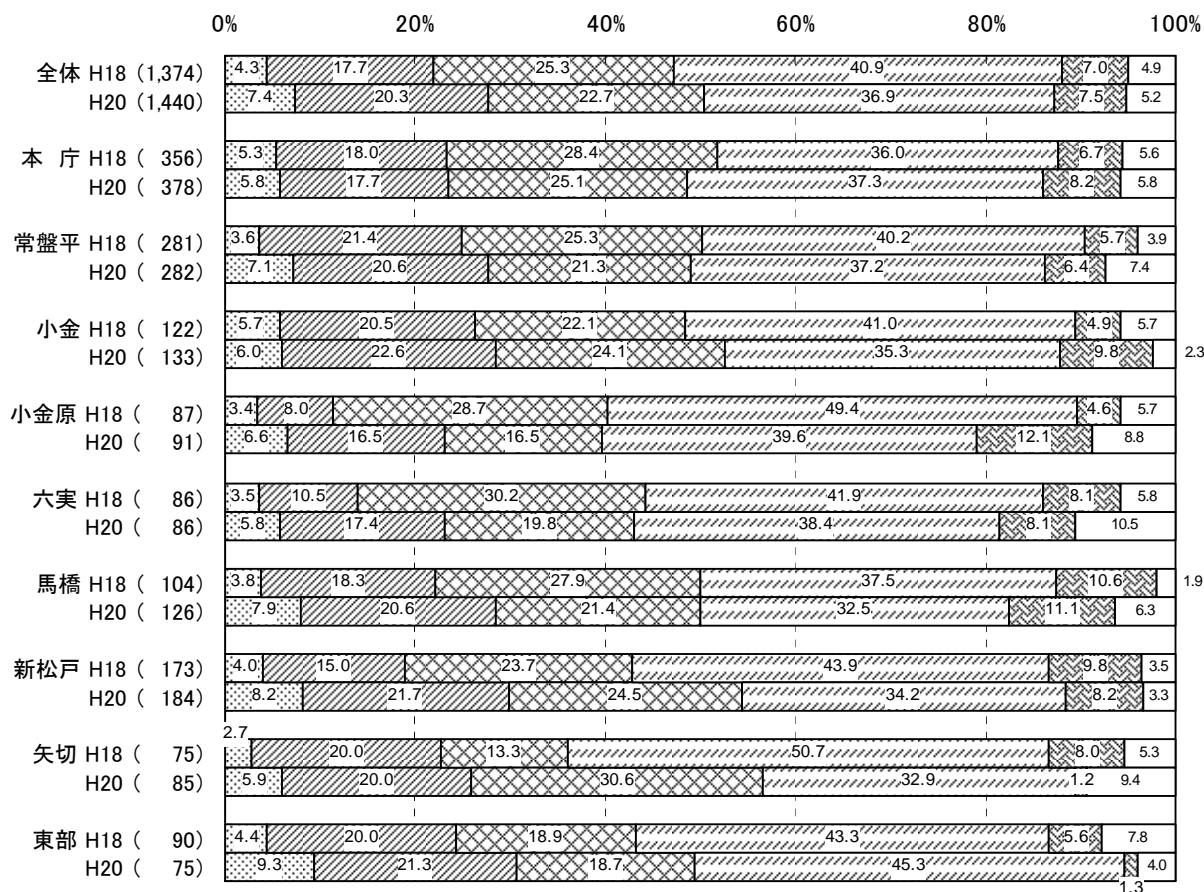 0% 20% 40% 60% 80% 100%
全体 H18 (1,374) 4.3 17.7 25.3 40.9 7.0 4.9
H20 (1,440) 7.4 20.3 22.7 36.9 7.5 5.2
本 庁 H18 ( 356) 5.3 18.0 28.4 36.0 6.7 5.6
H20 ( 378) 5.8 17.7 25.1 37.3 8.2 5.8
常盤平 H18 ( 281) 3.6 21.4 25.3 40.2 5.7 3.9
H20 ( 282) 7.1 20.6 21.3 37.2 6.4 7.4
小金 H18 ( 122) 5.7 20.5 22.1 41.0 4.9 5.7
H20 ( 133) 6.0 22.6 24.1 35.3 9.8 2.3
小金原 H18 ( 87) 3.4 8.0 28.7 49.4 4.6 5.7
H20 ( 91) 6.6 16.5 16.5 39.6 12.1 8.8
六実 H18 ( 86) 3.5 10.5 30.2 41.9 8.1 5.8
H20 ( 86) 5.8 17.4 19.8 38.4 8.1 10.5
馬橋 H18 ( 104) 3.8 18.3 27.9 37.5 10.6 1.9
H20 ( 126) 7.9 20.6 21.4 32.5 11.1 6.3
新松戸 H18 ( 173) 4.0 15.0 23.7 43.9 9.8 3.5
H20 ( 184) 8.2 21.7 24.5 34.2 8.2 3.3
矢切 H18 ( 75) 2.7 20.0 13.3 50.7 8.0 5.3
H20 ( 85) 5.9 20.0 30.6 32.9 1.2 9.4
東部 H18 ( 90) 4.4 20.0 18.9 43.3 5.6 7.8
H20 ( 75) 9.3 21.3 18.7 45.3 1.3 4.0